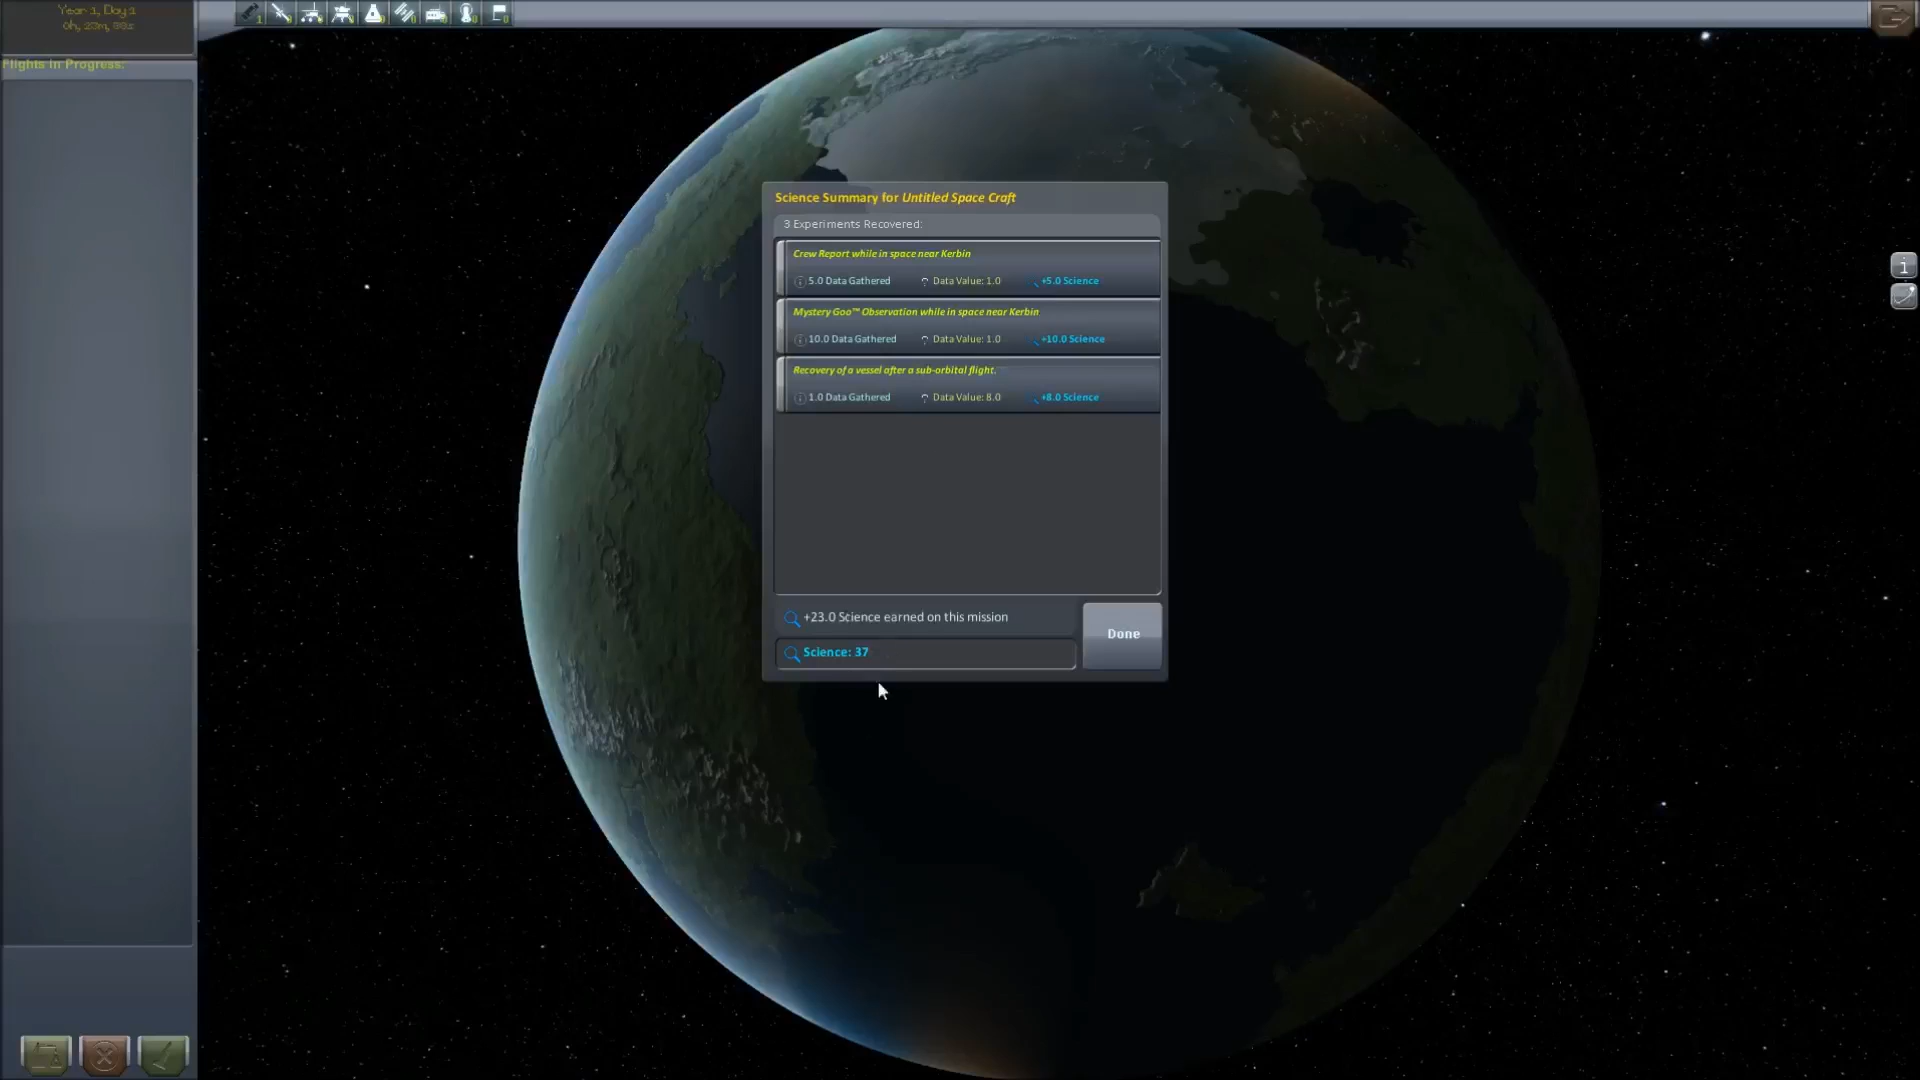 Year 1, Day 1
Flights in Progress:
Science Summary for Untitled Space Craft
3 Experiments Recovered:
Crew Report while in space near Kerbin
5.0 Data Gathered Data Value: 1.0 +5.0 Science
Mystery Goo™ Observation while in space near Kerbin
10.0 Data Gathered Data Value: 1.0 +10.0 Science
Recovery of a vessel after a sub-orbital flight.
1.0 Data Gathered Data Value: 8.0 +8.0 Science
+23.0 Science earned on this mission
Done
Science: 37